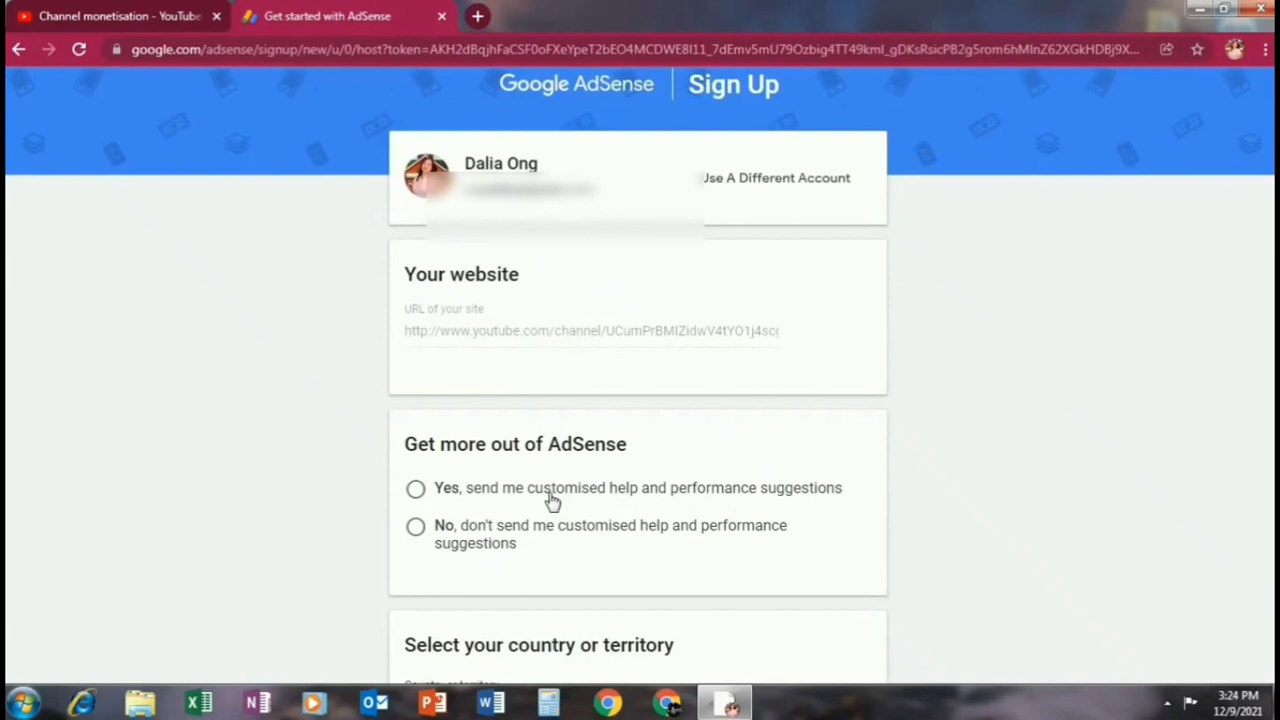 Channel monetisation - YouTube
Get started with AdSense
google.com/adsense/signup/new/u/0/host?token=AKH2dBqjhFaCSF0oFXeYpeT2bEO4MCDWE8I11_7dEmv5mU79Ozbig4TT49kmI_gDKsRsicPB2g5rom6hMInZ62XGkHDBj9X...
Google AdSense
Sign Up
Dalia Ong
Use A Different Account
Your website
URL of your site
http://www.youtube.com/channel/UCumPrBMIZidwV4tYO1j4sc
Get more out of AdSense
Yes, send me customised help and performance suggestions
No, don't send me customised help and performance
suggestions
Select your country or territory
3:24 PM
12/9/2021